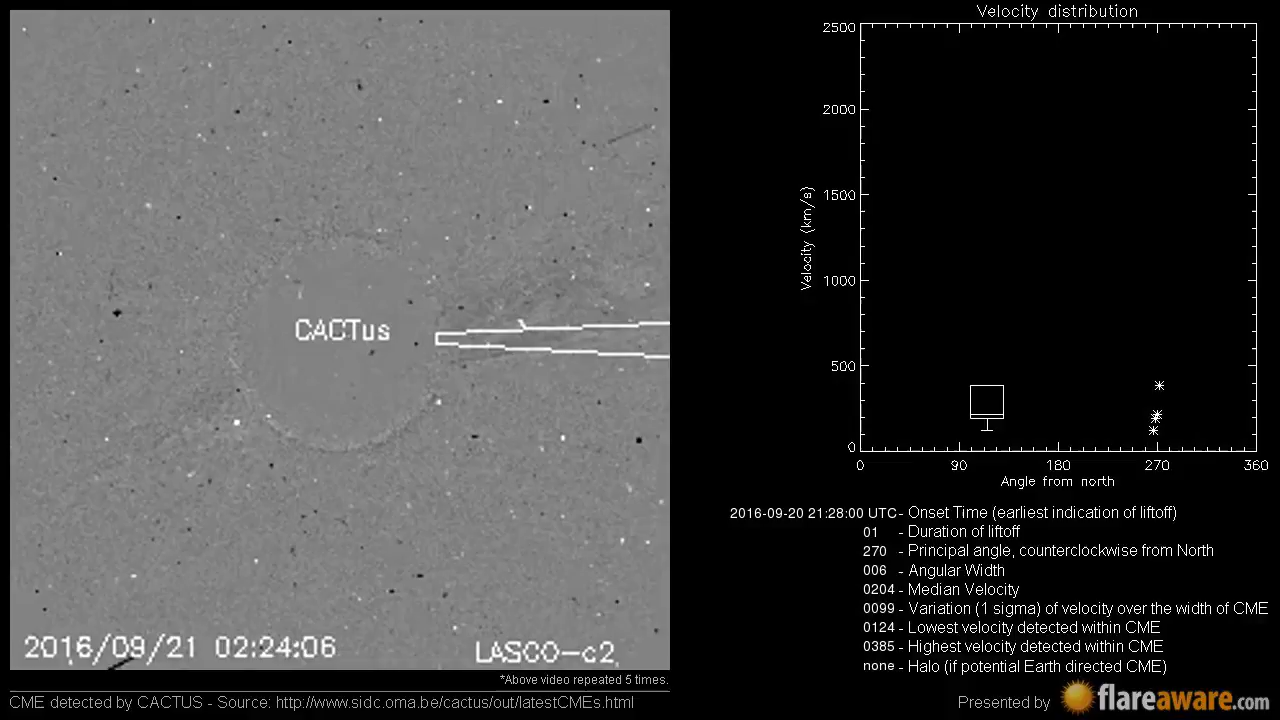 CACTus
2016/09/21 02:24:06
LASCO-c2
*Above video repeated 5 times.
CME detected by CACTUS - Source: http://www.sidc.oma.be/cactus/out/latestCMEs.html
Velocity distribution
Velocity (km/s)
2500
2000
1500
1000
500
0
0 90 180 270 360
Angle from north
2016-09-20 21:28:00 UTC - Onset Time (earliest indication of liftoff)
01 - Duration of liftoff
270 - Principal angle, counterclockwise from North
006 - Angular Width
0204 - Median Velocity
0099 - Variation (1 sigma) of velocity over the width of CME
0124 - Lowest velocity detected within CME
0385 - Highest velocity detected within CME
none - Halo (if potential Earth directed CME)
Presented by flareaware.com